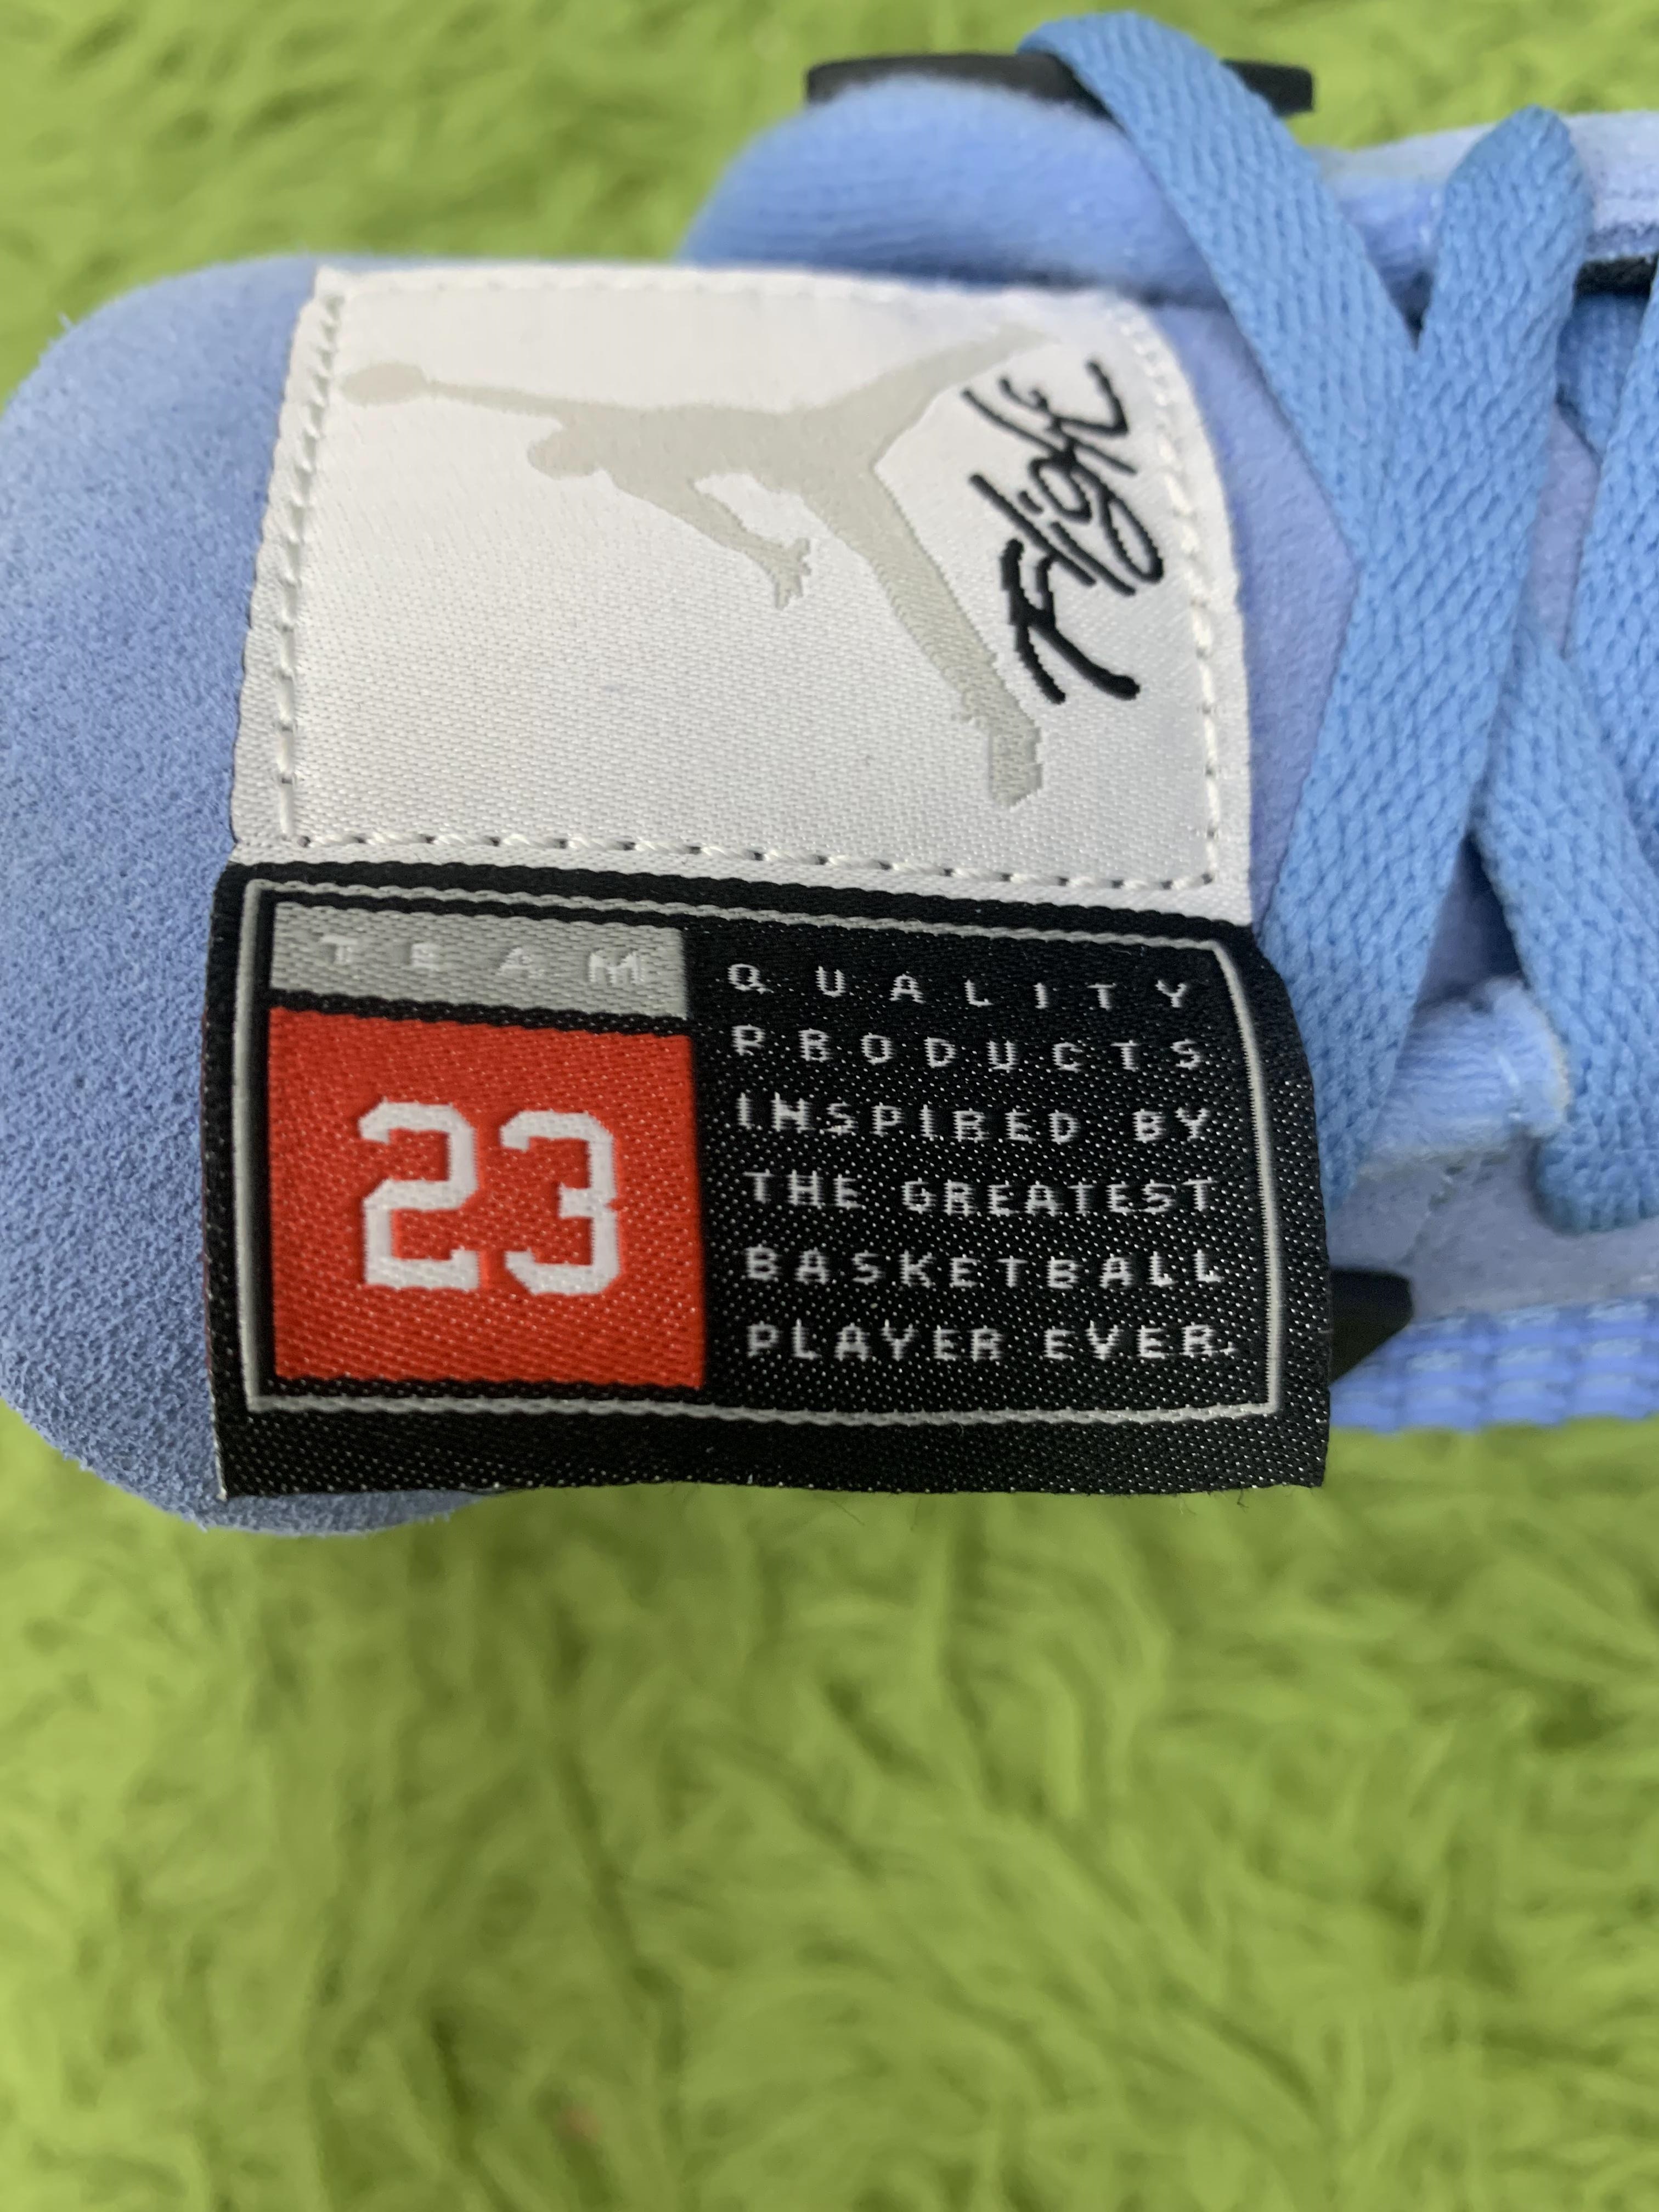 Flight
TEAM
23
QUALITY
PRODUCTS
INSPIRED BY
THE GREATEST
BASKETBALL
PLAYER EVER.